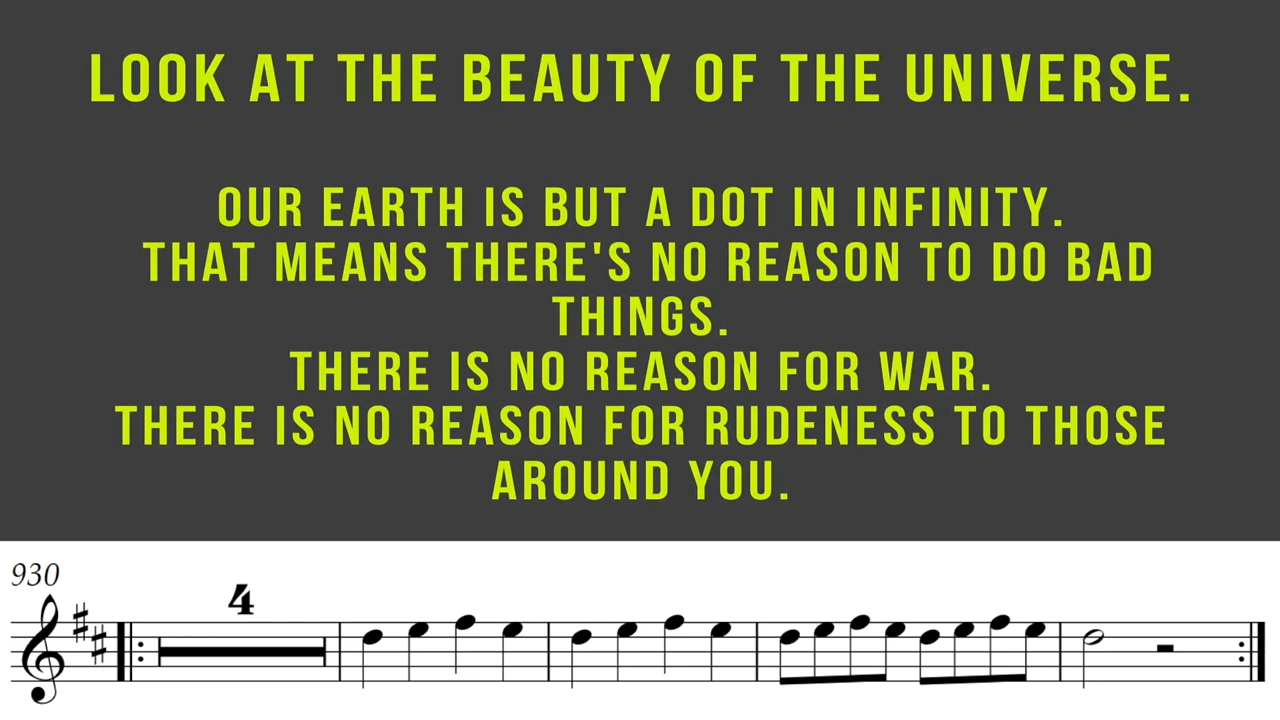 LOOK AT THE BEAUTY OF THE UNIVERSE.
OUR EARTH IS BUT A DOT IN INFINITY.
THAT MEANS THERE'S NO REASON TO DO BAD
THINGS.
THERE IS NO REASON FOR WAR.
THERE IS NO REASON FOR RUDENESS TO THOSE
AROUND YOU.
930
4